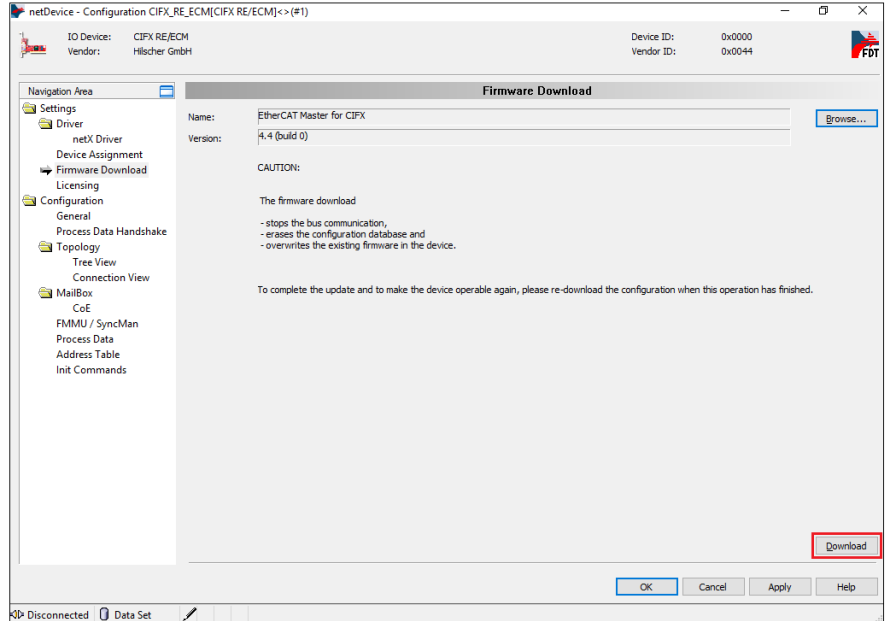 netDevice - Configuration CIFX_RE_ECM[CIFX RE/ECM]<>(#1)
IO Device: CIFX RE/ECM Device ID: 0x0000
Vendor: Hilscher GmbH Vendor ID: 0x0044
FDT
Navigation Area
Settings
Driver
netX Driver
Device Assignment
Firmware Download
Licensing
Configuration
General
Process Data Handshake
Topology
Tree View
Connection View
MailBox
CoE
FMMU / SyncMan
Process Data
Address Table
Init Commands
Firmware Download
Name: EtherCAT Master for CIFX Browse...
Version: 4.4 (build 0)
CAUTION:
The firmware download
- stops the bus communication,
- erases the configuration database and
- overwrites the existing firmware in the device.
To complete the update and to make the device operable again, please re-download the configuration when this operation has finished.
Download
OK Cancel Apply Help
Disconnected Data Set